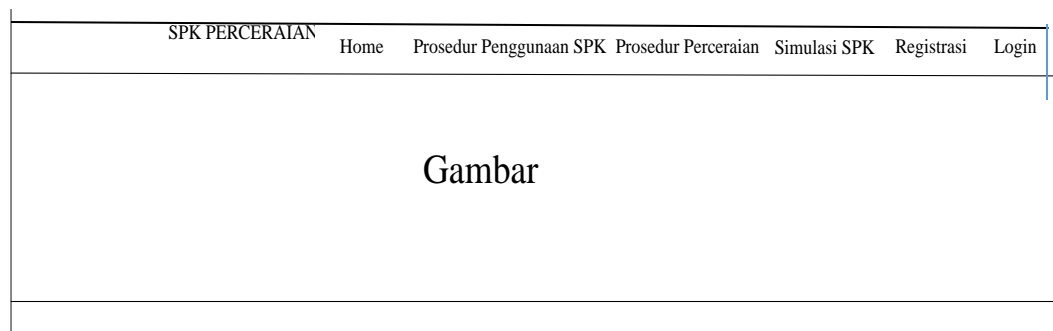 SPK PERCERAIAN
Home Prosedur Penggunaan SPK Prosedur Perceraian Simulasi SPK Registrasi Login
Gambar